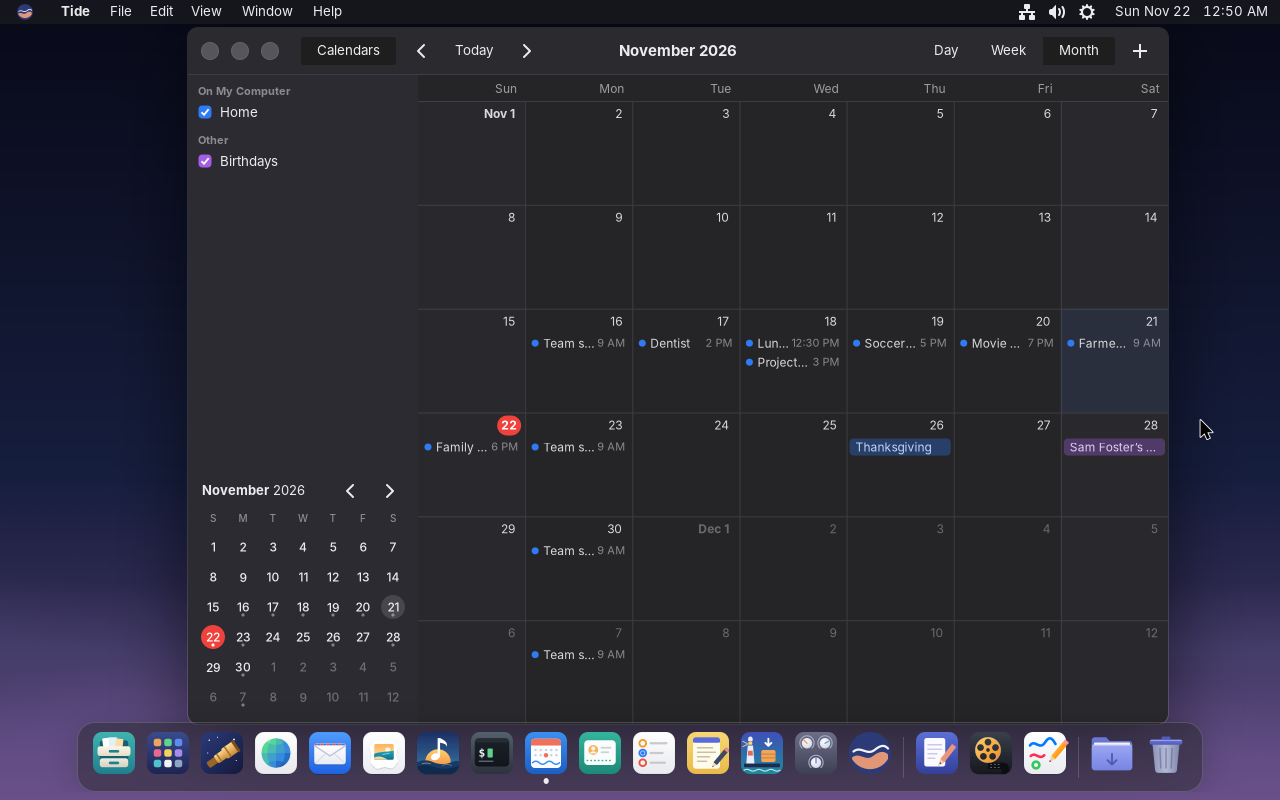 Tide File Edit View Window Help Sun Nov 22 12:50 AM
Calendars Today November 2026 Day Week Month
On My Computer
Home
Other
Birthdays
Sun Mon Tue Wed Thu Fri Sat
Nov 1 2 3 4 5 6 7
8 9 10 11 12 13 14
15 16 17 18 19 20 21
Team s... 9 AM Dentist 2 PM Lun... 12:30 PM Soccer... 5 PM Movie ... 7 PM Farme... 9 AM
Project... 3 PM
22 23 24 25 26 27 28
Family ... 6 PM Team s... 9 AM Thanksgiving Sam Foster's ...
29 30 Dec 1 2 3 4 5
Team s... 9 AM
6 7 8 9 10 11 12
Team s... 9 AM
November 2026
S M T W T F S
1 2 3 4 5 6 7
8 9 10 11 12 13 14
15 16 17 18 19 20 21
22 23 24 25 26 27 28
29 30 1 2 3 4 5
6 7 8 9 10 11 12
$